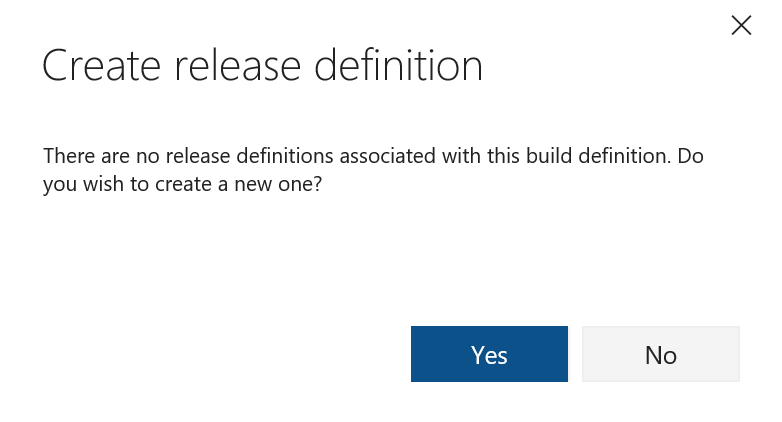 Create release definition
There are no release definitions associated with this build definition. Do
you wish to create a new one?
Yes
No